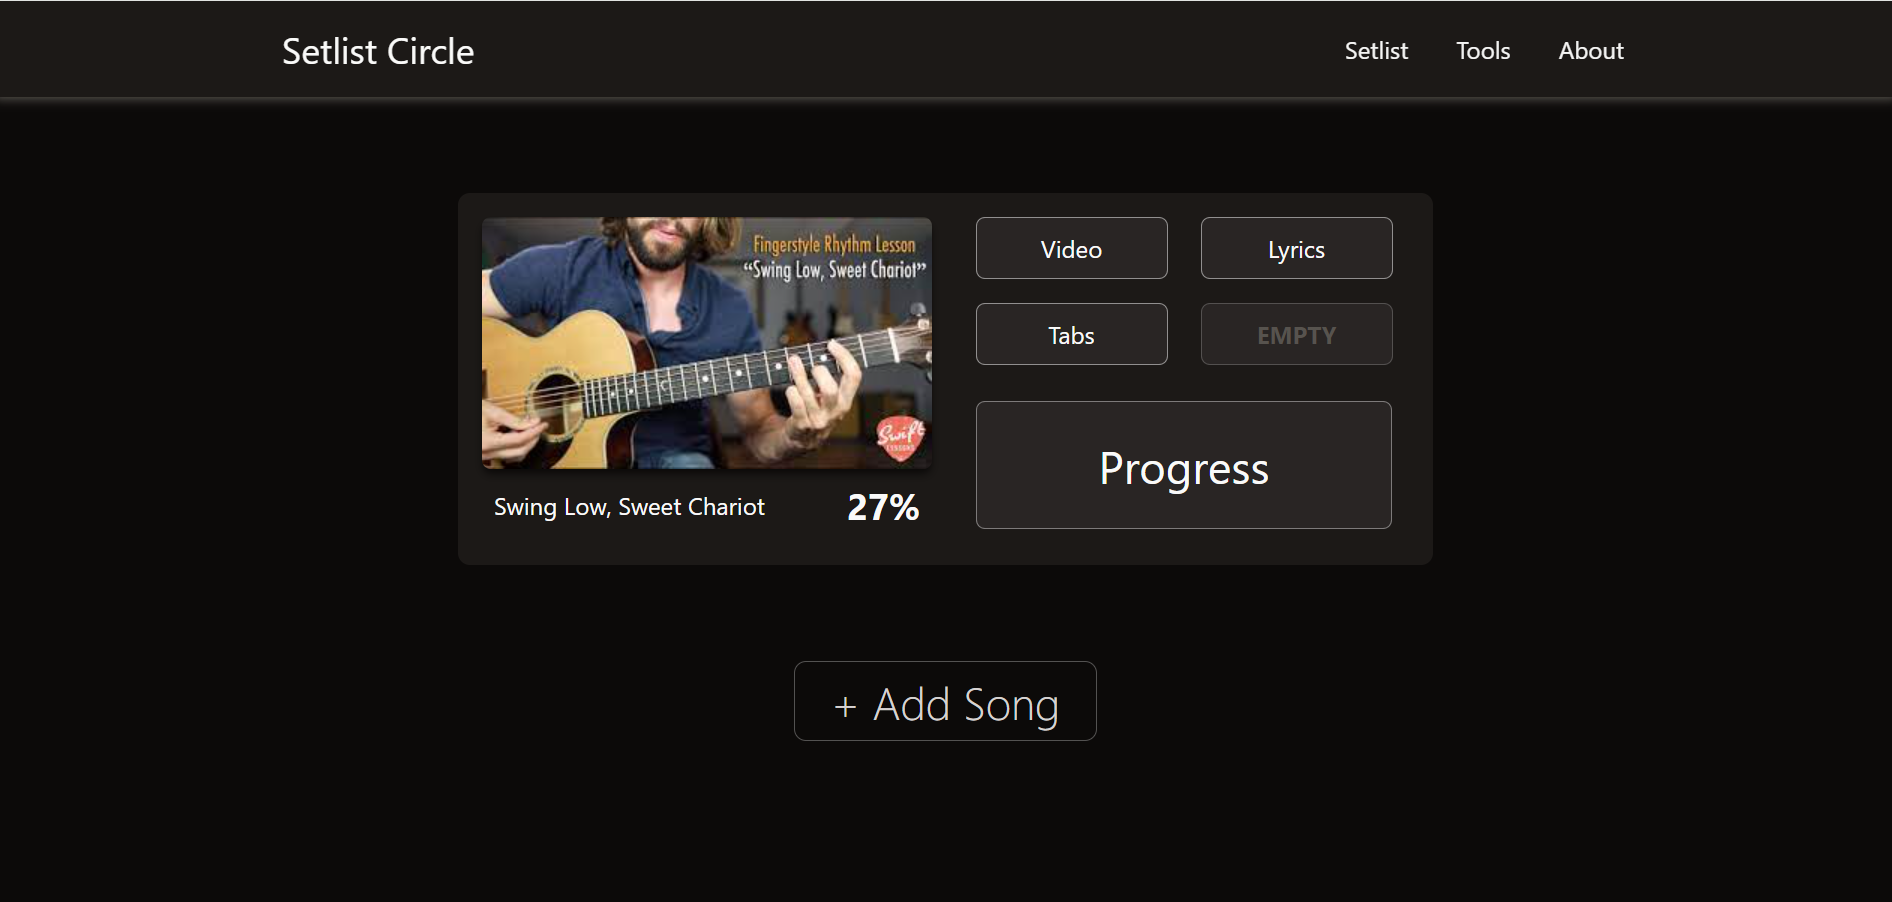 Setlist Circle
Setlist
Tools
About
Fingerstyle Rhythm Lesson
“Swing Low, Sweet Chariot”
Swift
LESSONS
Swing Low, Sweet Chariot
27%
Video
Lyrics
Tabs
EMPTY
Progress
+ Add Song